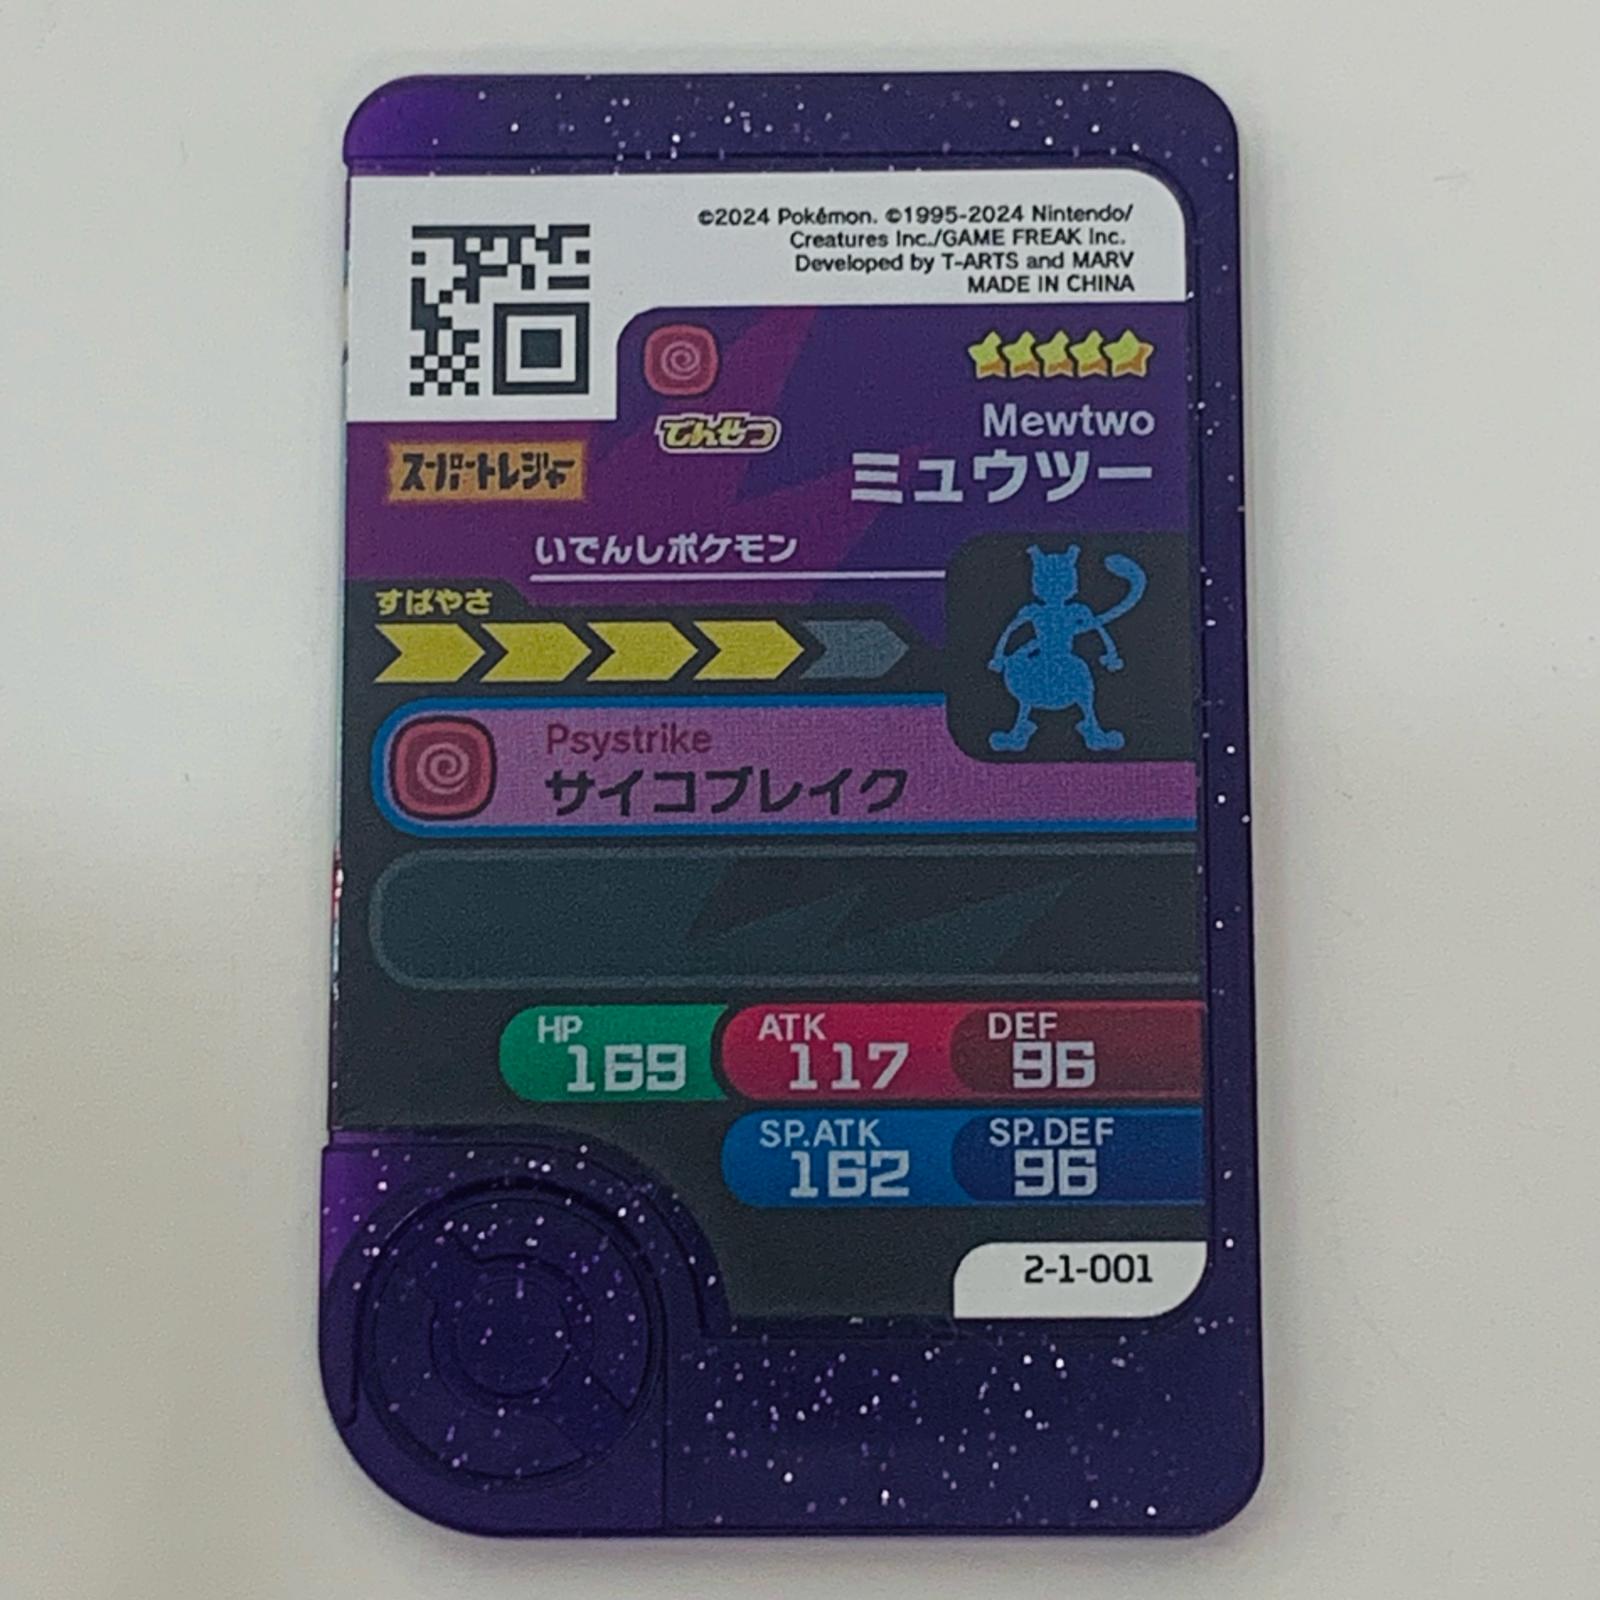 ©2024 Pokémon. ©1995-2024 Nintendo/
Creatures Inc./GAME FREAK Inc.
Developed by T-ARTS and MARV
MADE IN CHINA
でんせつ
Mewtwo
スーパートレジャー
ミュウツー
いでんしポケモン
すばやさ
Psystrike
サイコブレイク
HP
169
ATK
117
DEF
96
SP.ATK
162
SP.DEF
96
2-1-001